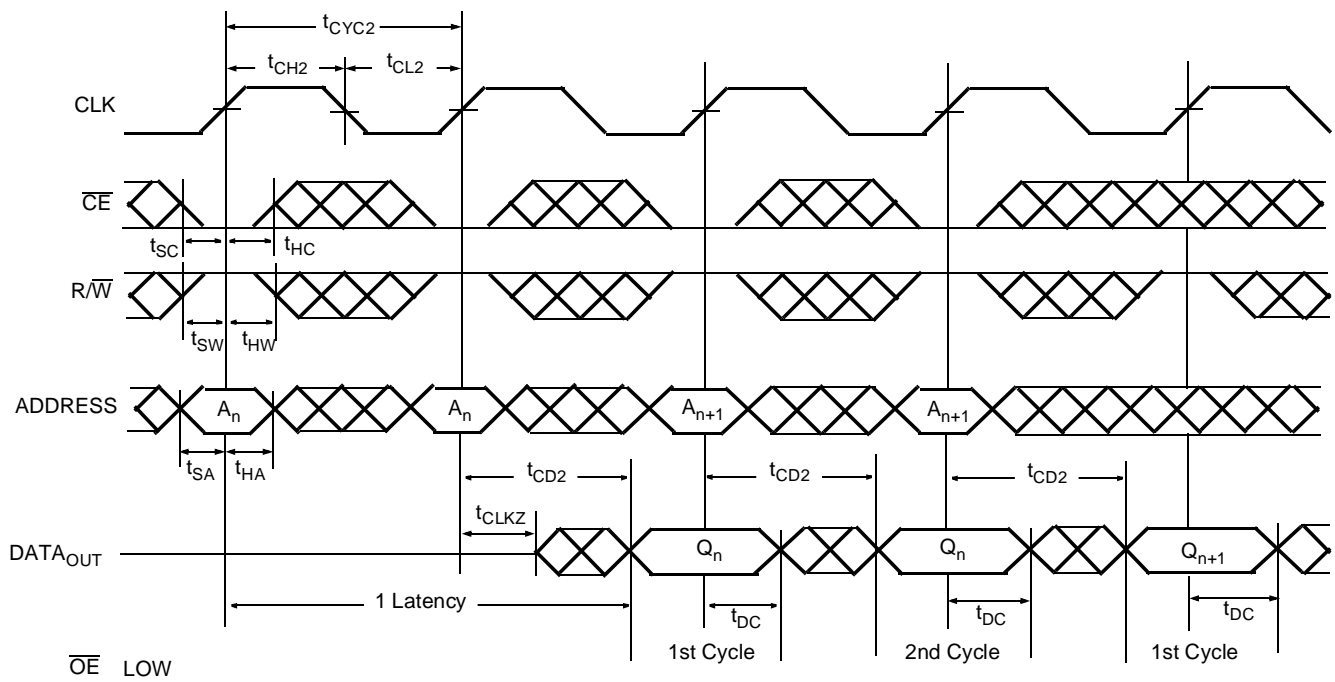 tCYC2
tCH2 tCL2
CLK
CE
tSC tHC
R/W
tSW tHW
ADDRESS An An An+1 An+1
tSA tHA
tCD2 tCD2 tCD2
tCLKZ
DATAOUT Qn Qn Qn+1
1 Latency tDC tDC tDC
1st Cycle 2nd Cycle 1st Cycle
OE LOW